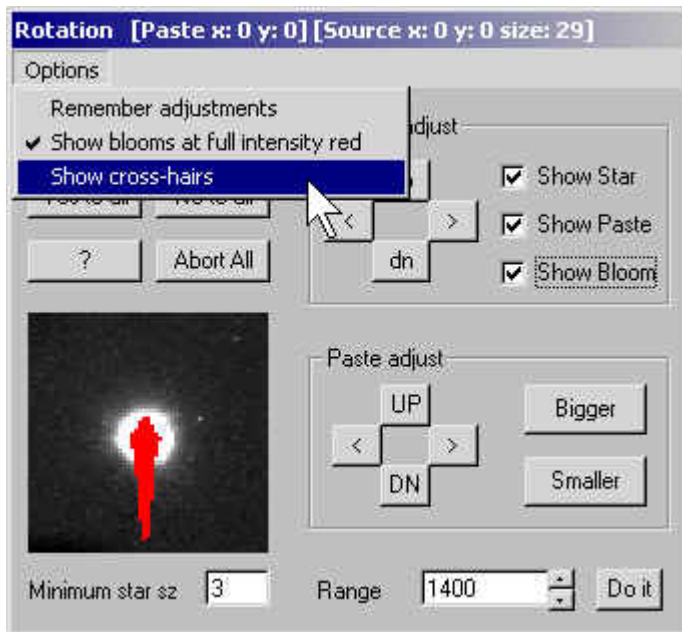 Rotation [Paste x: 0 y: 0] [Source x: 0 y: 0 size: 29]
Options
Remember adjustments
✔ Show blooms at full intensity red
Show cross-hairs
djust
Show Star
< >
Show Paste
? Abort All
dn
Show Bloom
Paste adjust
UP
Bigger
< >
DN
Smaller
Minimum star sz 3
Range 1400
Do it